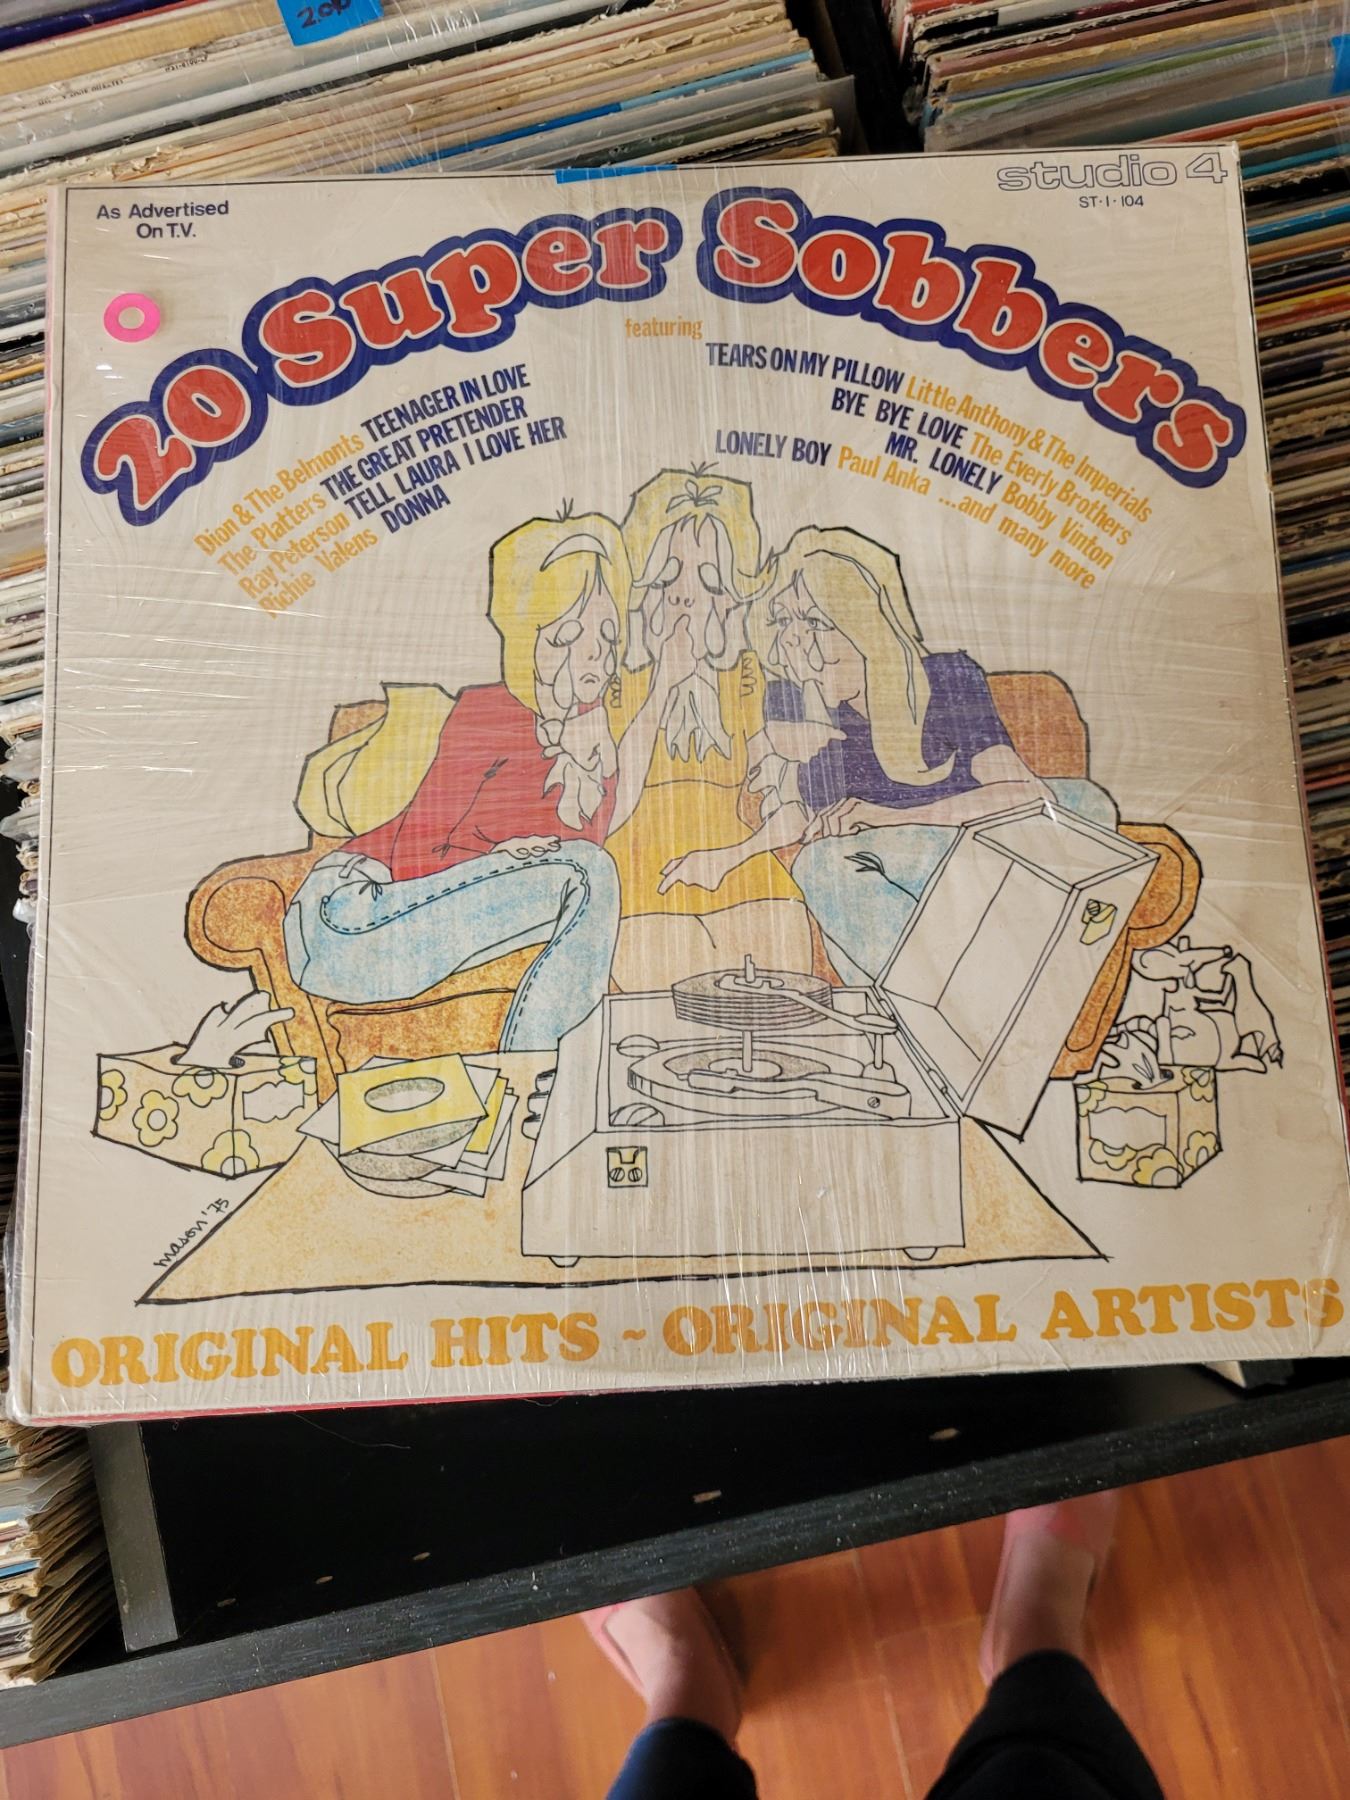 20p
As Advertised
On T.V.
studio 4
ST·1·104
20 Super Sobbers
featuring
Dion & The Belmonts TEENAGER IN LOVE
The Platters THE GREAT PRETENDER
Ray Peterson TELL LAURA I LOVE HER
Richie Valens DONNA
TEARS ON MY PILLOW Little Anthony & The Imperials
BYE BYE LOVE The Everly Brothers
MR. LONELY Bobby Vinton
LONELY BOY Paul Anka ...and many more
mason '75
ORIGINAL HITS ~ ORIGINAL ARTISTS